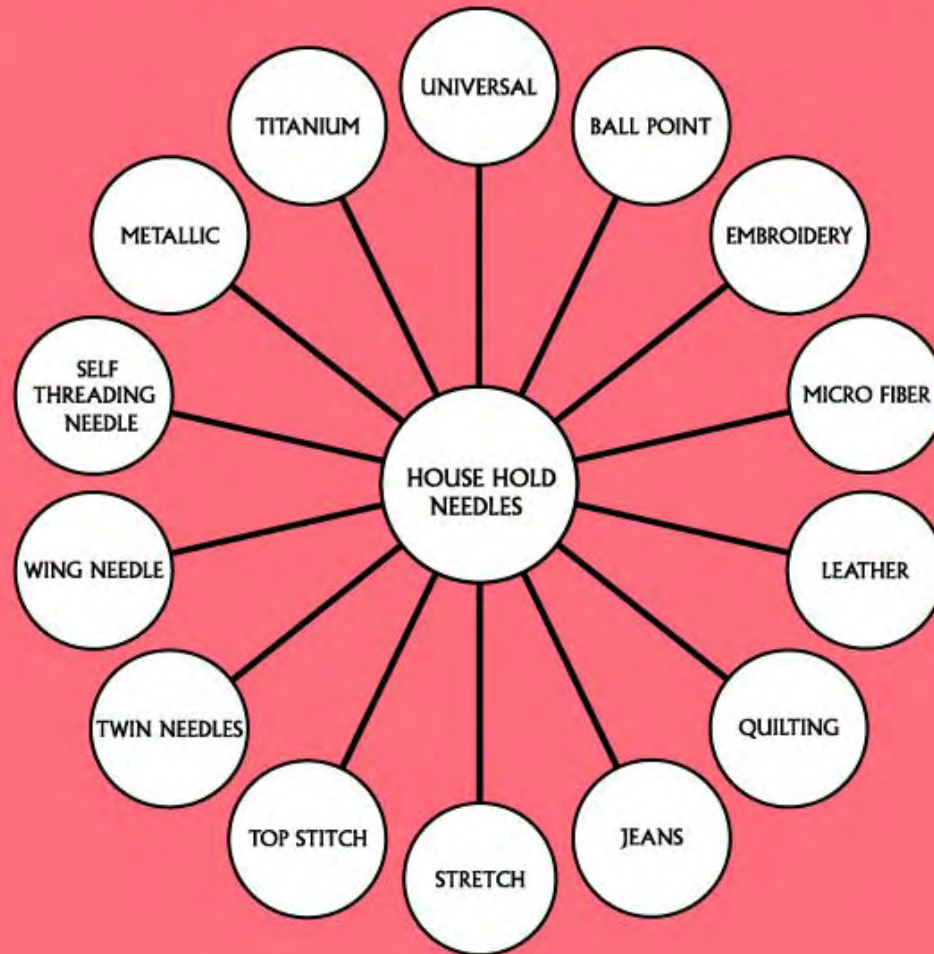 UNIVERSAL
BALL POINT
EMBROIDERY
MICRO FIBER
LEATHER
QUILTING
JEANS
STRETCH
TOP STITCH
TWIN NEEDLES
WING NEEDLE
SELF
THREADING
NEEDLE
METALLIC
TITANIUM
HOUSE HOLD
NEEDLES